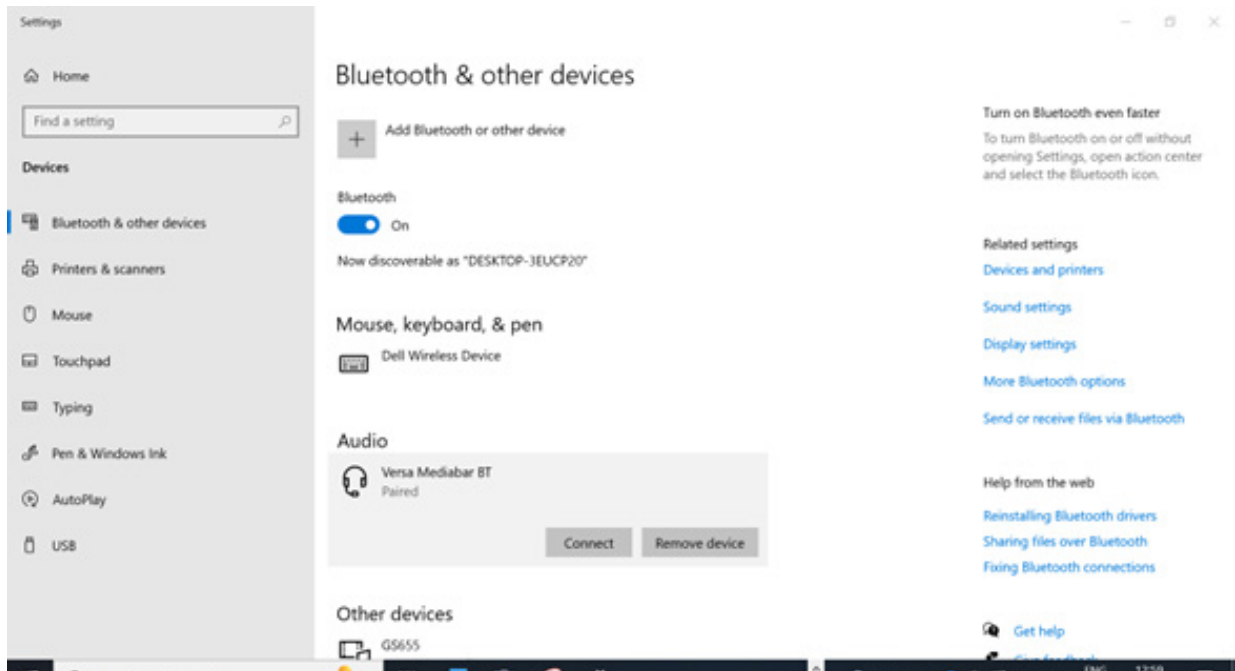 Settings
Home
Find a setting
Devices
Bluetooth & other devices
Printers & scanners
Mouse
Touchpad
Typing
Pen & Windows Ink
AutoPlay
USB
Bluetooth & other devices
Add Bluetooth or other device
Bluetooth
On
Now discoverable as "DESKTOP-3EUCP20"
Mouse, keyboard, & pen
Dell Wireless Device
Audio
Versa Mediabar BT
Paired
Connect Remove device
Other devices
GS655
Turn on Bluetooth even faster
To turn Bluetooth on or off without
opening Settings, open action center
and select the Bluetooth icon.
Related settings
Devices and printers
Sound settings
Display settings
More Bluetooth options
Send or receive files via Bluetooth
Help from the web
Reinstalling Bluetooth drivers
Sharing files over Bluetooth
Fixing Bluetooth connections
Get help
Give feedback
ENG 17:59